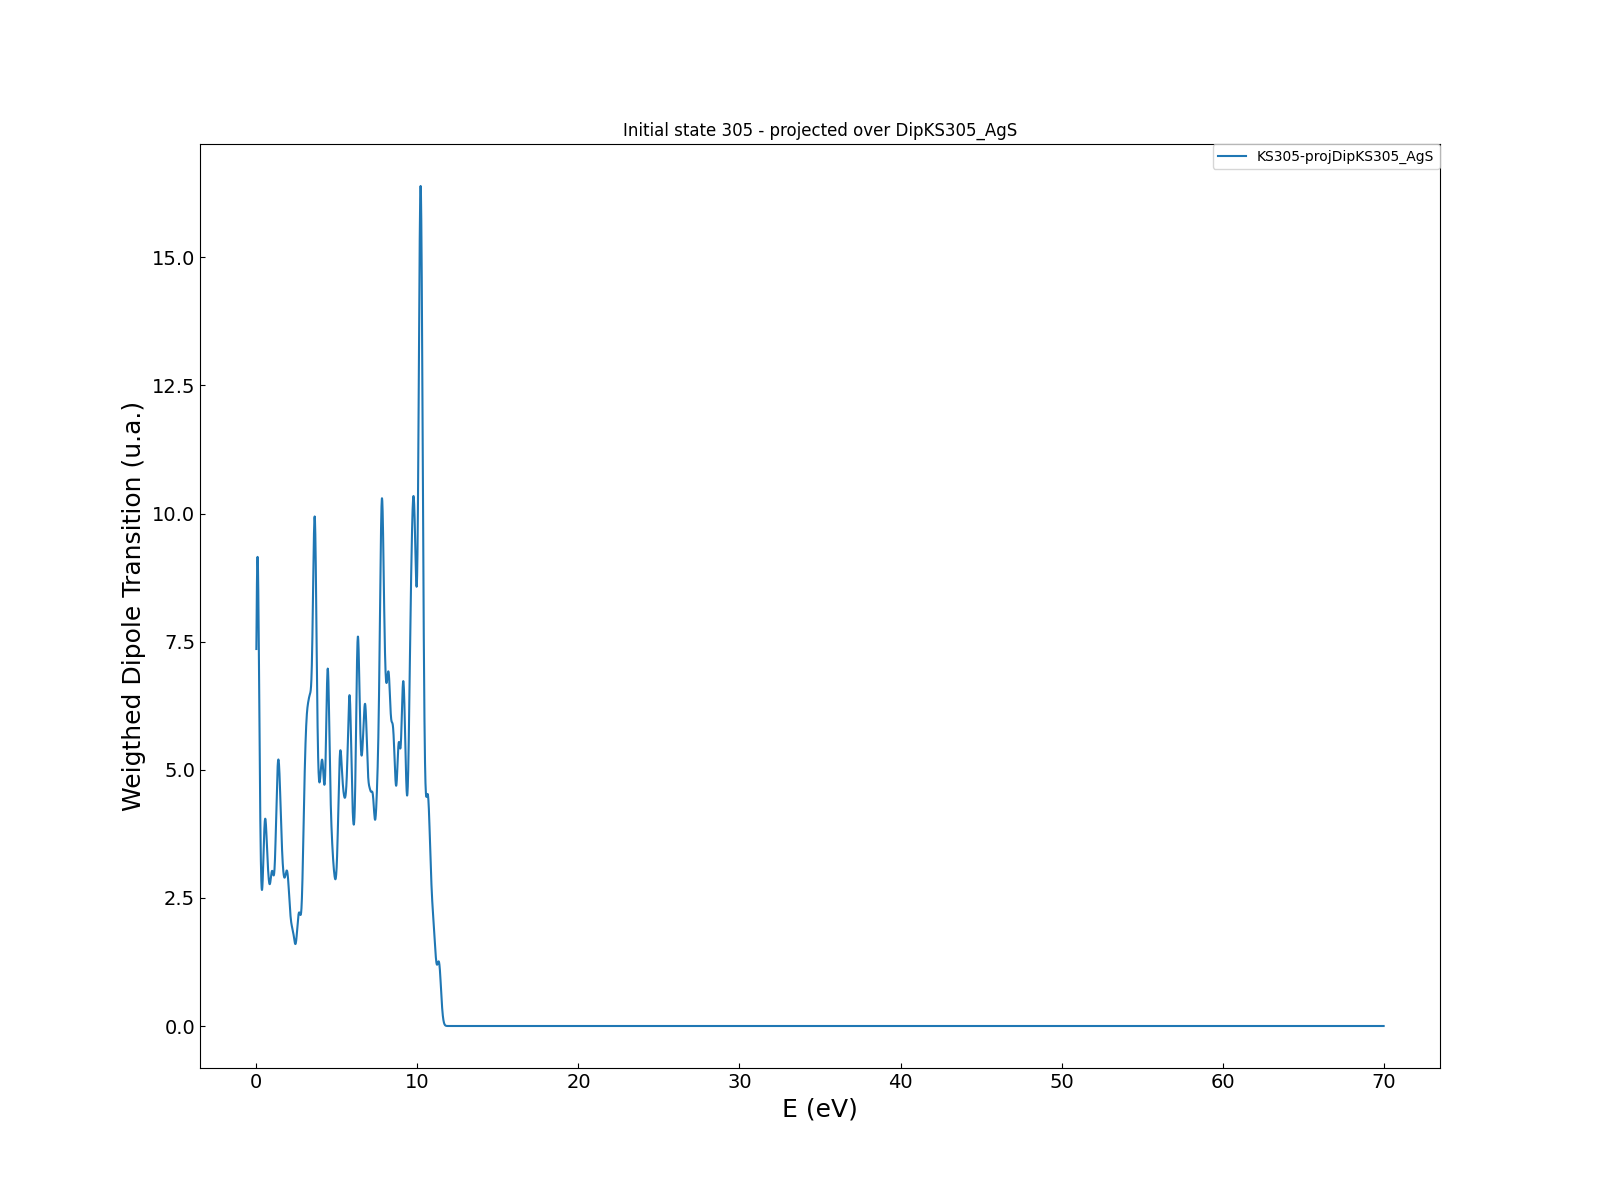 Initial state 305 - projected over DipKS305_AgS
KS305-projDipKS305_AgS
Weigthed Dipole Transition (u.a.)
15.0
12.5
10.0
7.5
5.0
2.5
0.0
0 10 20 30 40 50 60 70
E (eV)